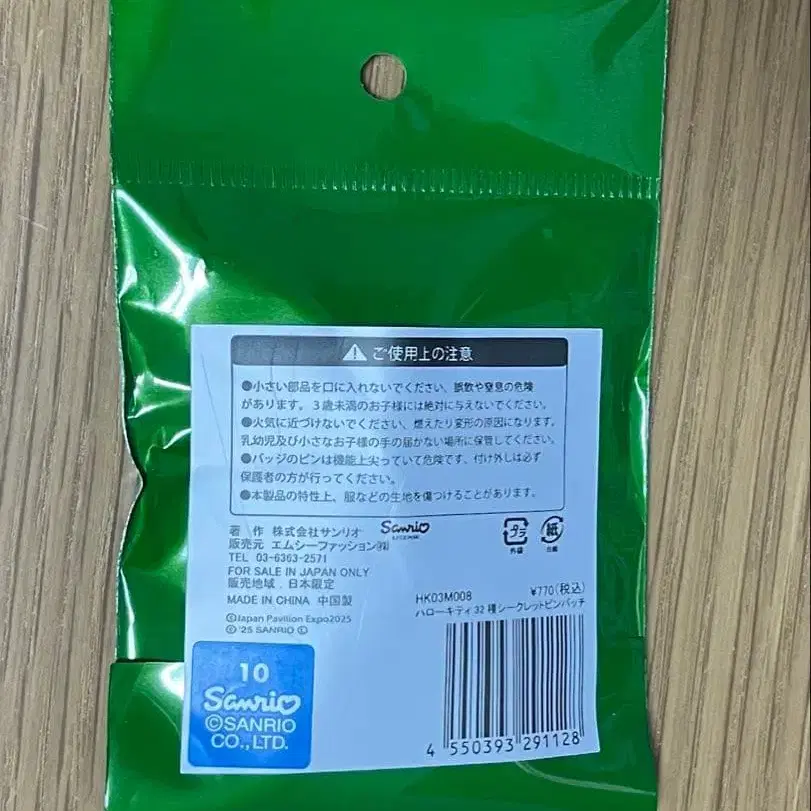 ⚠ ご使用上の注意
●小さい部品を口に入れないでください、誤飲や窒息の危険
があります。3歳未満のお子様には絶対に与えないでください。
●火気に近づけないでください、燃えたり変形の原因になります。
乳幼児及び小さなお子様の手の届かない場所に保管してください。
●バッジのピンは機能上尖っていて危険です、付け外しは必ず
保護者の方が行ってください。
●本製品の特性上、服などの生地を傷つけることがあります。
著 作 株式会社サンリオ
Sanrio
LICENSE
販売元 エムシーファッション㈱
TEL 03-6363-2571
FOR SALE IN JAPAN ONLY
販売地域 . 日本限定
MADE IN CHINA 中国製
©Japan Pavilion Expo2025
© '25 SANRIO Ⓛ
プラ
外袋
紙
台紙
HK03M008 ¥770(税込)
ハローキティ32種シークレットピンバッチ
10
Sanrio
©SANRIO
CO., LTD.
4 550393 291128